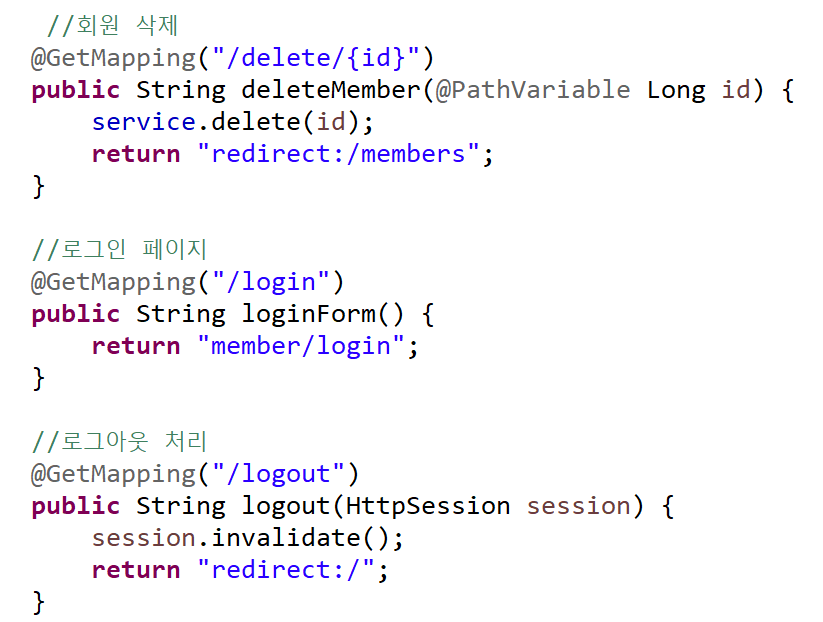 //회원 삭제
@GetMapping("/delete/{id}")
public String deleteMember(@PathVariable Long id) {
    service.delete(id);
    return "redirect:/members";
}

//로그인 페이지
@GetMapping("/login")
public String loginForm() {
    return "member/login";
}

//로그아웃 처리
@GetMapping("/logout")
public String logout(HttpSession session) {
    session.invalidate();
    return "redirect:/";
}